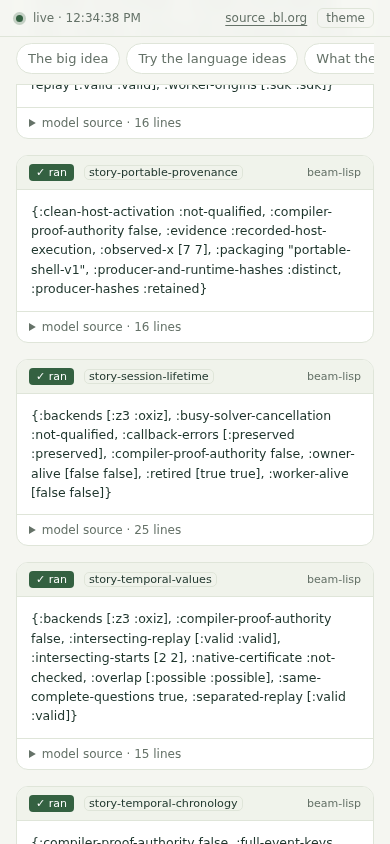 live · 12:34:38 PM
source .bl.org
theme
The big idea
Try the language ideas
What the
replay [:valid :valid], :worker-origins [:sdk :sdk]}
▶ model source · 16 lines
✓ ran story-portable-provenance beam-lisp
{:clean-host-activation :not-qualified, :compiler-
proof-authority false, :evidence :recorded-host-
execution, :observed-x [7 7], :packaging "portable-
shell-v1", :producer-and-runtime-hashes :distinct,
:producer-hashes :retained}
▶ model source · 16 lines
✓ ran story-session-lifetime beam-lisp
{:backends [:z3 :oxiz], :busy-solver-cancellation
:not-qualified, :callback-errors [:preserved
:preserved], :compiler-proof-authority false, :owner-
alive [false false], :retired [true true], :worker-alive
[false false]}
▶ model source · 25 lines
✓ ran story-temporal-values beam-lisp
{:backends [:z3 :oxiz], :compiler-proof-authority
false, :intersecting-replay [:valid :valid],
:intersecting-starts [2 2], :native-certificate :not-
checked, :overlap [:possible :possible], :same-
complete-questions true, :separated-replay [:valid
:valid]}
▶ model source · 15 lines
✓ ran story-temporal-chronology beam-lisp
{:compiler-proof-authority false, :full-event-keys